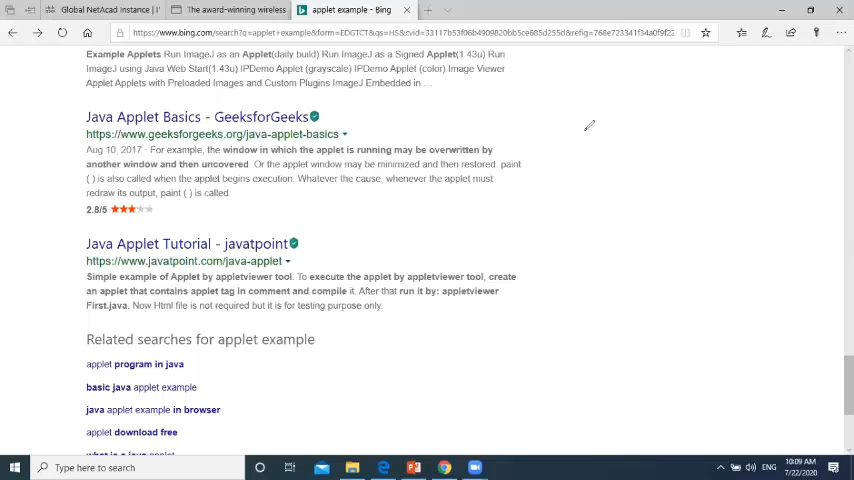 Global NetAcad Instance | I
The award-winning wireless
applet example - Bing
https://www.bing.com/search?q=applet+example&form=EDGTCT&qs=HS&cvid=33117b53f06b4909820bb5ce685d255d&refig=768e723341f34a0f9f22
Example Applets Run ImageJ as an Applet(daily build) Run ImageJ as a Signed Applet(1.43u) Run
ImageJ using Java Web Start(1.43u) IPDemo Applet (grayscale) IPDemo Applet (color) Image Viewer
Applet Applets with Preloaded Images and Custom Plugins ImageJ Embedded in …
Java Applet Basics - GeeksforGeeks
https://www.geeksforgeeks.org/java-applet-basics
Aug 10, 2017 · For example, the window in which the applet is running may be overwritten by
another window and then uncovered. Or the applet window may be minimized and then restored. paint
( ) is also called when the applet begins execution. Whatever the cause, whenever the applet must
redraw its output, paint ( ) is called.
2.8/5
Java Applet Tutorial - javatpoint
https://www.javatpoint.com/java-applet
Simple example of Applet by appletviewer tool. To execute the applet by appletviewer tool, create
an applet that contains applet tag in comment and compile it. After that run it by: appletviewer
First.java. Now Html file is not required but it is for testing purpose only.
Related searches for applet example
applet program in java
basic java applet example
java applet example in browser
applet download free
what is a java applet
Type here to search
ENG
10:09 AM
7/22/2020